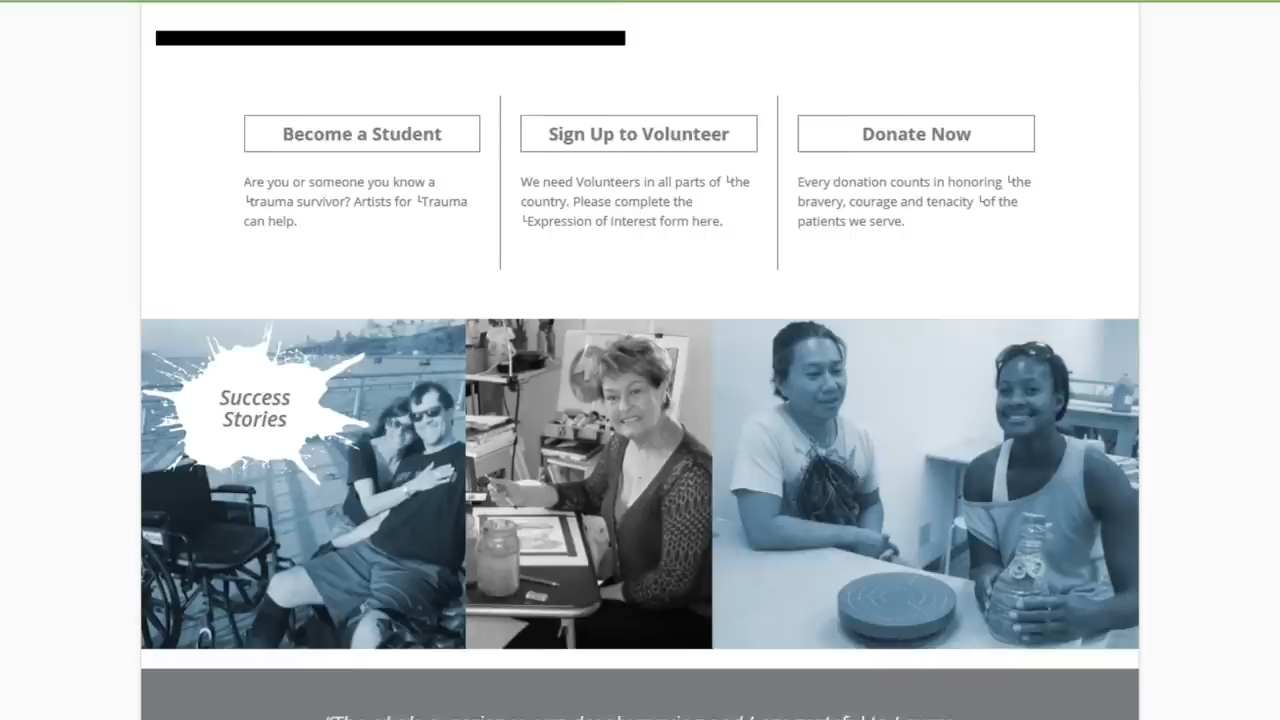 Become a Student
Sign Up to Volunteer
Donate Now
Are you or someone you know a
└trauma survivor? Artists for └Trauma
can help.
We need Volunteers in all parts of └the
country. Please complete the
└Expression of Interest form here.
Every donation counts in honoring └the
bravery, courage and tenacity └of the
patients we serve.
Success
Stories